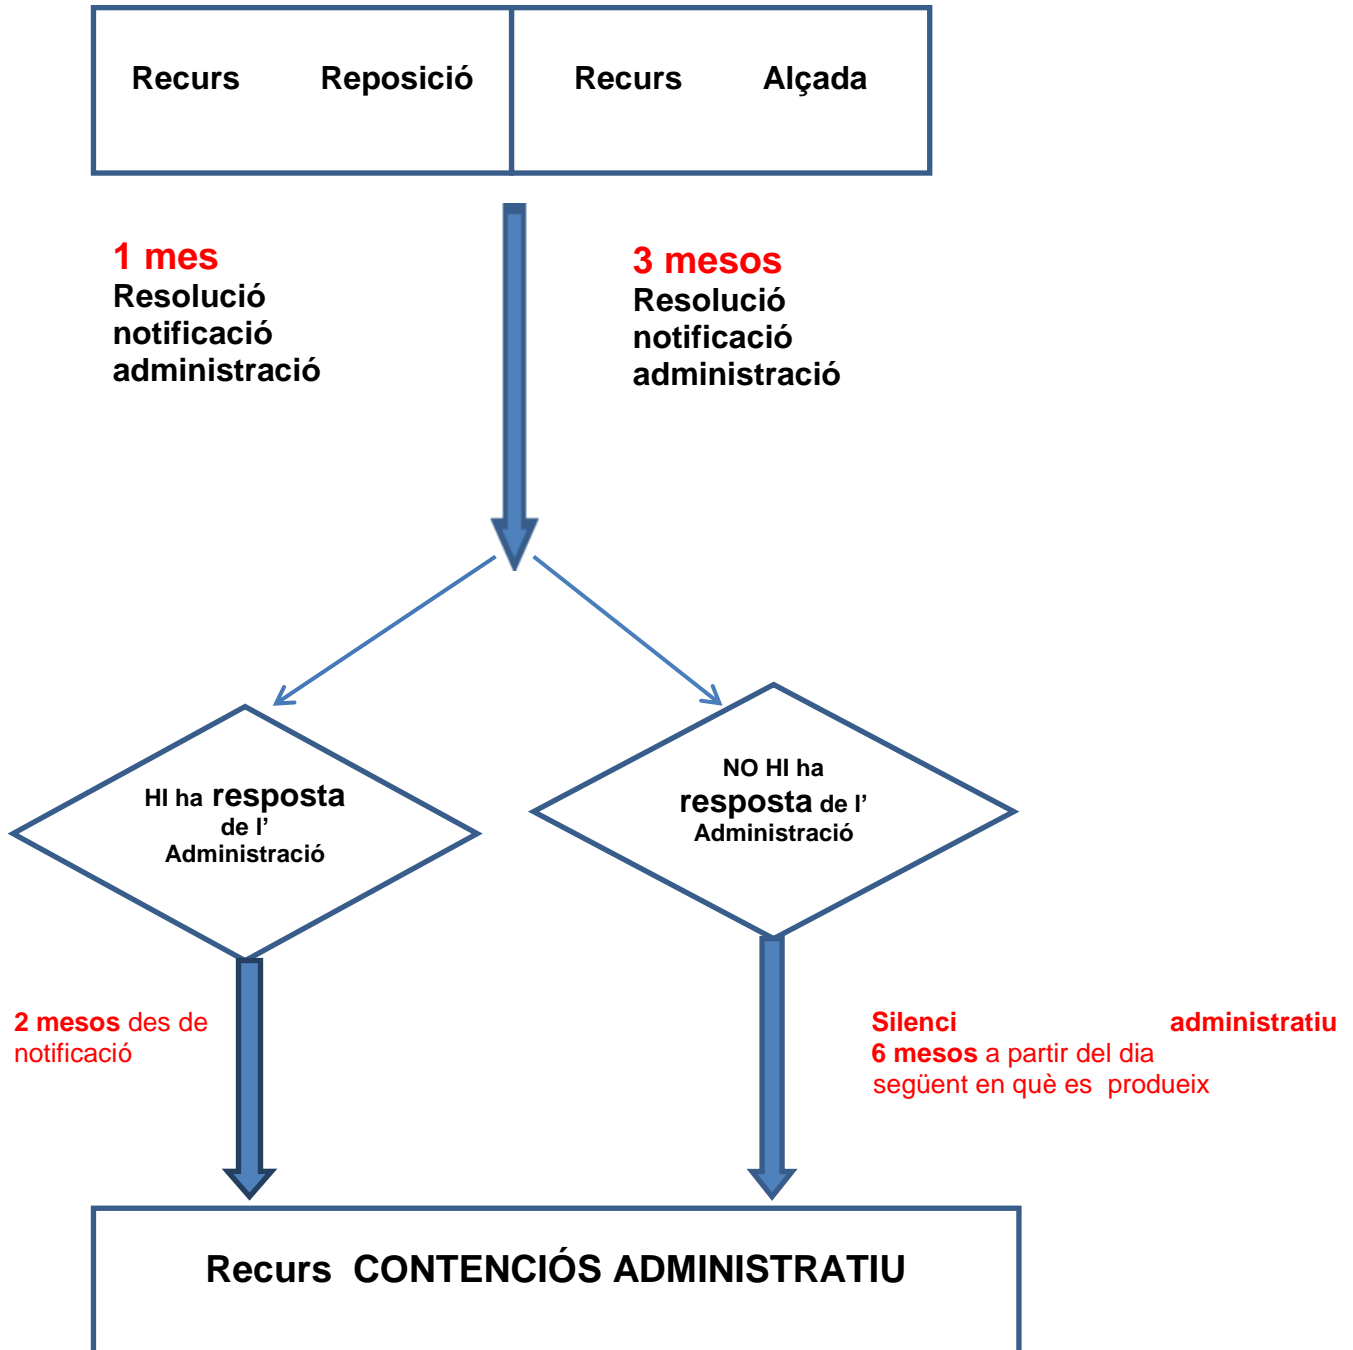 Recurs Reposició
Recurs Alçada
1 mes
Resolució
notificació
administració
3 mesos
Resolució
notificació
administració
HI ha resposta
de l’
Administració
NO HI ha
resposta de l’
Administració
2 mesos des de
notificació
Silenci administratiu
6 mesos a partir del dia
següent en què es produeix
Recurs CONTENCIÓS ADMINISTRATIU